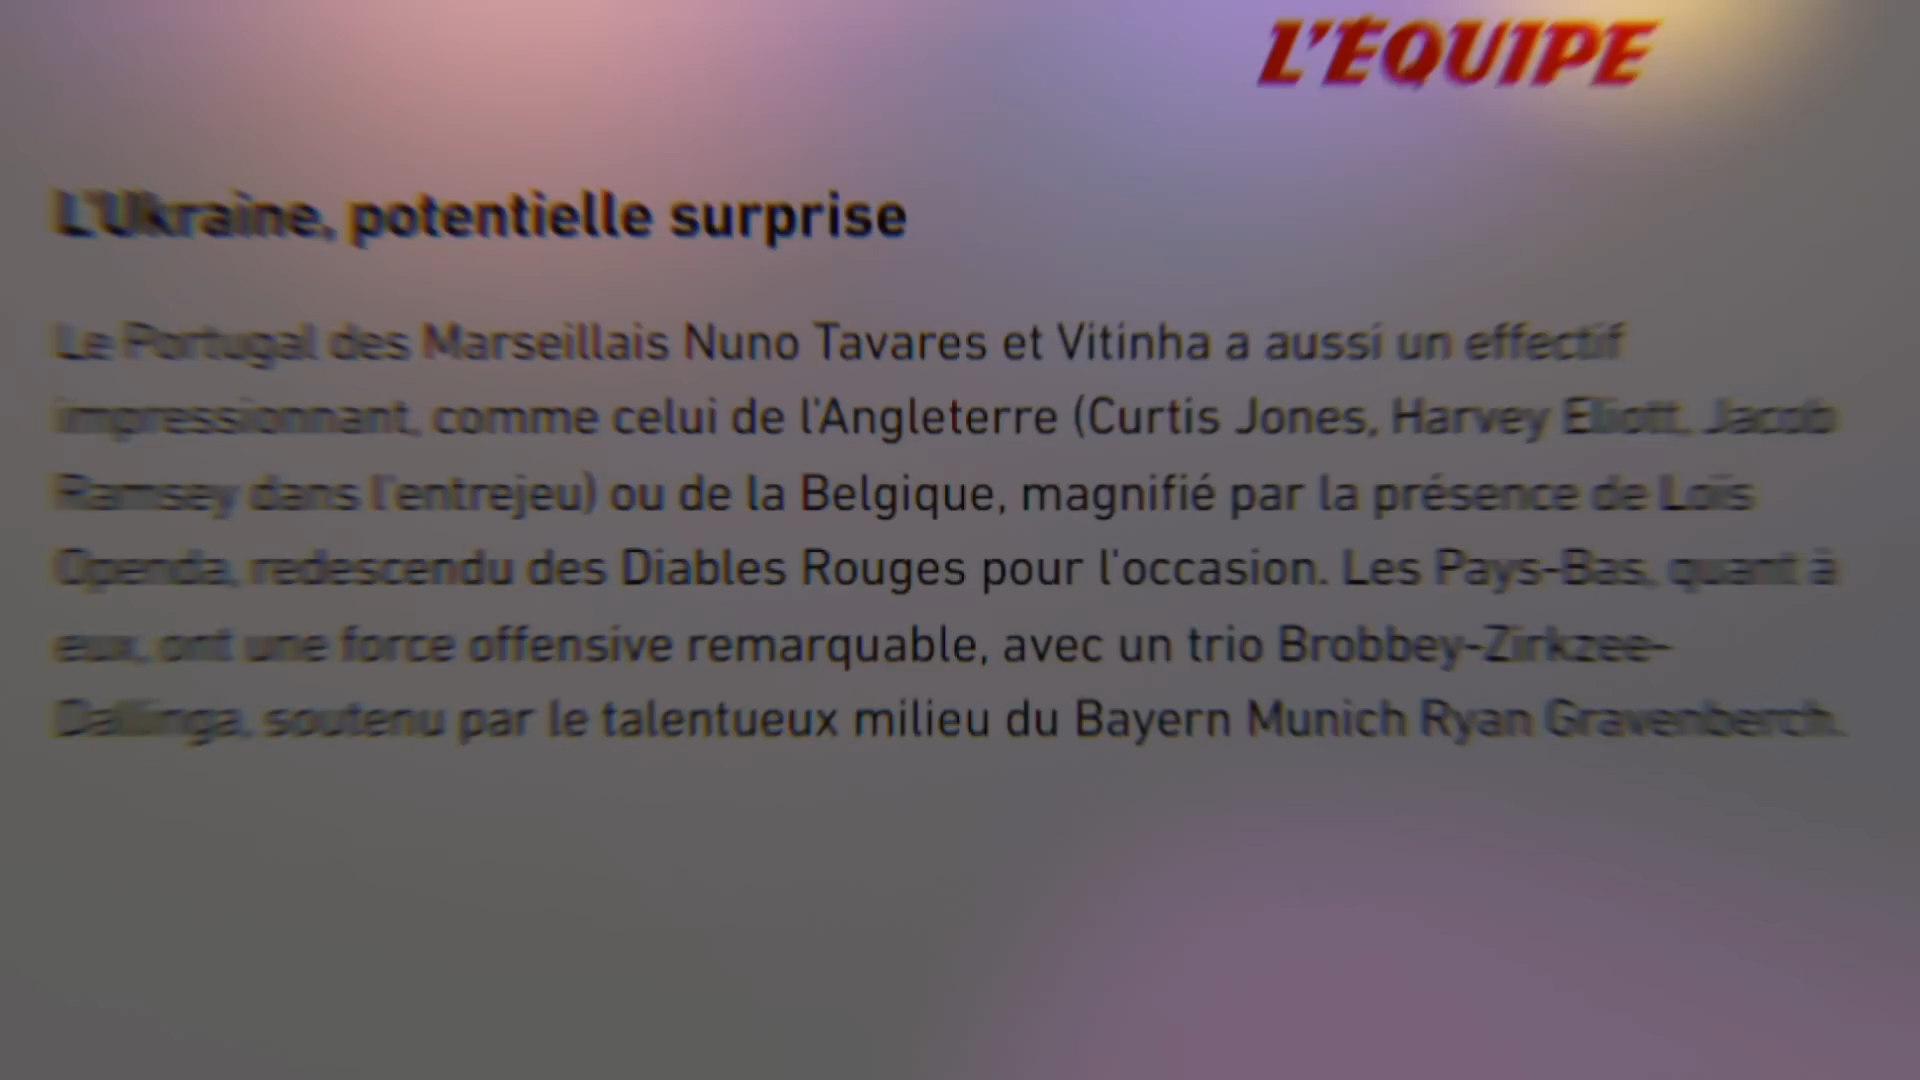 L'ÉQUIPE
L'Ukraine, potentielle surprise
Le Portugal des Marseillais Nuno Tavares et Vitinha a aussi un effectif
impressionnant, comme celui de l'Angleterre (Curtis Jones, Harvey Elliott, Jacob
Ramsey dans l'entrejeu) ou de la Belgique, magnifié par la présence de Loïs
Openda, redescendu des Diables Rouges pour l'occasion. Les Pays-Bas, quant à
eux, ont une force offensive remarquable, avec un trio Brobbey-Zirkzee-
Dallinga, soutenu par le talentueux milieu du Bayern Munich Ryan Gravenberch.